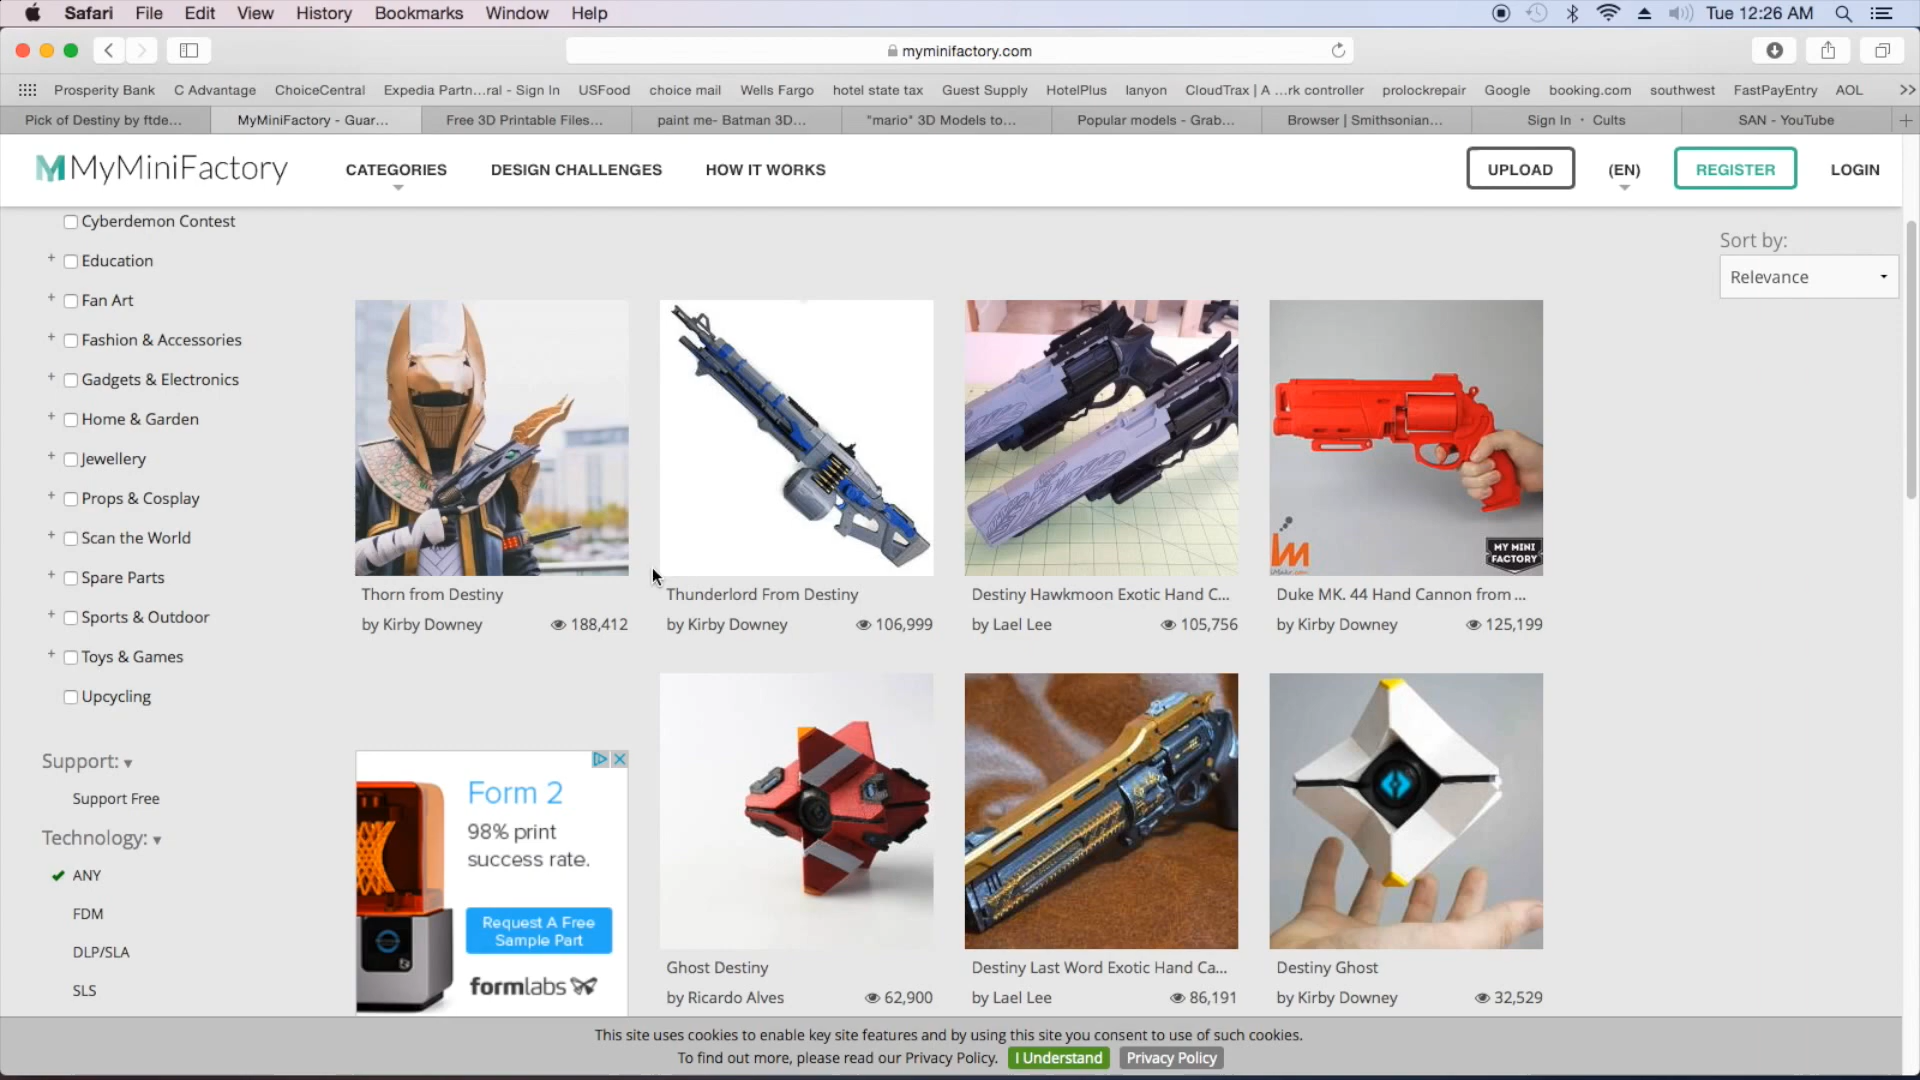 Safari File Edit View History Bookmarks Window Help Tue 12:26 AM
myminifactory.com
Prosperity Bank C Advantage ChoiceCentral Expedia Partn...ral - Sign In USFood choice mail Wells Fargo hotel state tax Guest Supply HotelPlus lanyon CloudTrax | A ...rk controller prolockrepair Google booking.com southwest FastPayEntry AOL >>
Pick of Destiny by ftde... MyMiniFactory - Guar... Free 3D Printable Files... paint me- Batman 3D... "mario" 3D Models to... Popular models - Grab... Browser | Smithsonian... Sign In · Cults SAN - YouTube +
MyMiniFactory CATEGORIES DESIGN CHALLENGES HOW IT WORKS UPLOAD (EN) REGISTER LOGIN
Cyberdemon Contest
+ Education
+ Fan Art
+ Fashion & Accessories
+ Gadgets & Electronics
+ Home & Garden
+ Jewellery
+ Props & Cosplay
+ Scan the World
+ Spare Parts
+ Sports & Outdoor
+ Toys & Games
Upcycling
Support:
Support Free
Technology:
ANY
FDM
DLP/SLA
SLS
Sort by:
Relevance
iMakr.com
MY MINI
FACTORY
Thorn from Destiny
by Kirby Downey 188,412
Thunderlord From Destiny
by Kirby Downey 106,999
Destiny Hawkmoon Exotic Hand C...
by Lael Lee 105,756
Duke MK. 44 Hand Cannon from ...
by Kirby Downey 125,199
Form 2
98% print
success rate.
Request A Free
Sample Part
formlabs
Ghost Destiny
by Ricardo Alves 62,900
Destiny Last Word Exotic Hand Ca...
by Lael Lee 86,191
Destiny Ghost
by Kirby Downey 32,529
This site uses cookies to enable key site features and by using this site you consent to use of such cookies.
To find out more, please read our Privacy Policy. I Understand Privacy Policy